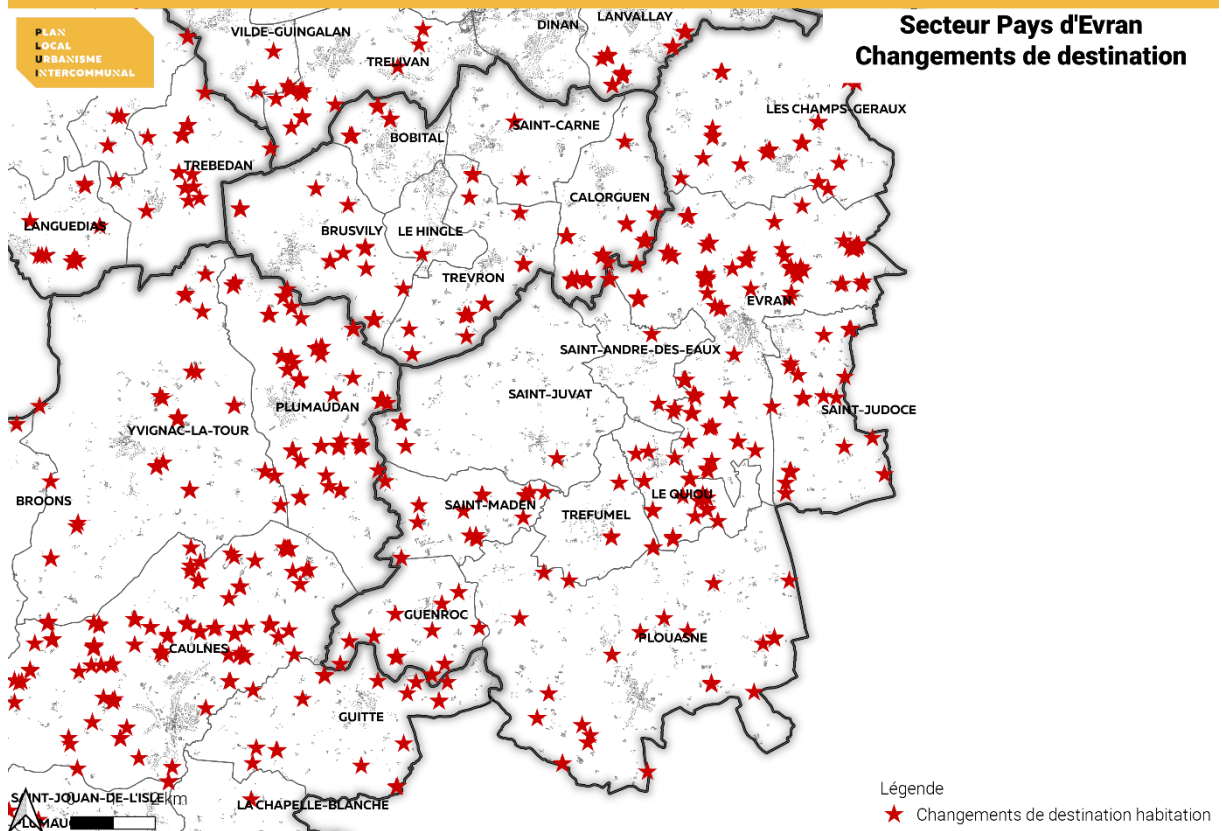 PLAN
LOCAL
URBANISME
INTERCOMMUNAL
Secteur Pays d'Evran
Changements de destination
VILDE-GUINGALAN
DINAN
LANVALLAY
TRELIVAN
LES CHAMPS-GERAUX
SAINT-CARNE
BOBITAL
TREBEDAN
CALORGUEN
LANGUEDIAS
BRUSVILY
LE HINGLE
TREVRON
EVRAN
SAINT-ANDRE-DES-EAUX
SAINT-JUVAT
PLUMAUDAN
SAINT-JUDOCE
YVIGNAC-LA-TOUR
BROONS
SAINT-MADEN
LE QUIOU
TREFUMEL
GUENROC
PLOUASNE
CAULNES
GUITTE
SAINT-JOUAN-DE-L'ISLE
km
LA CHAPELLE-BLANCHE
Légende
Changements de destination habitation